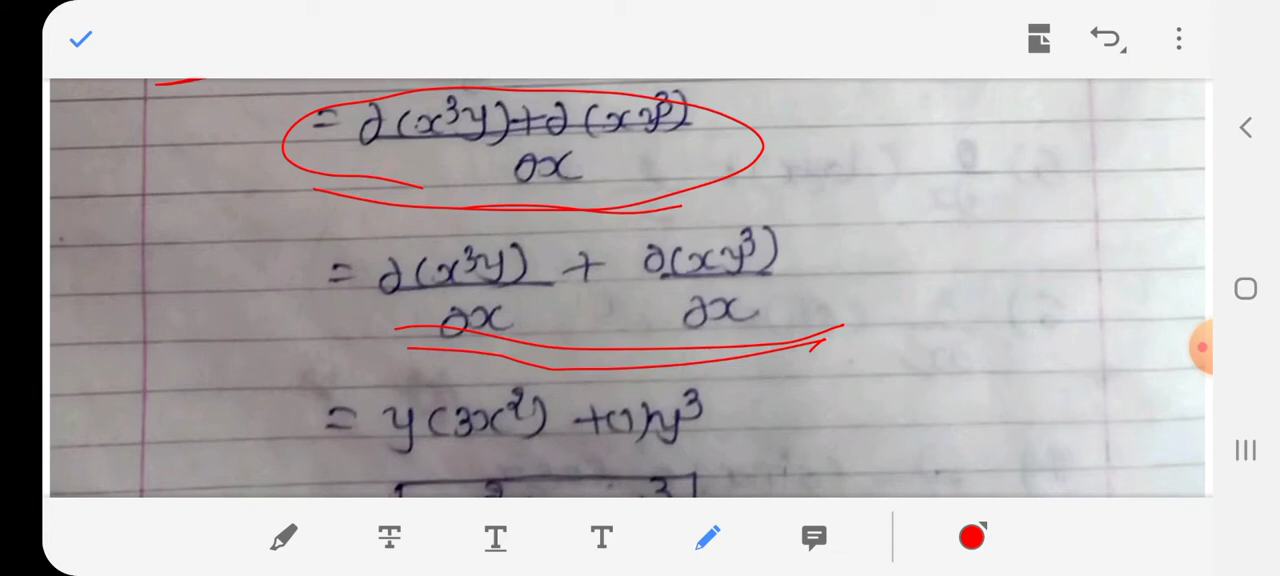 = ∂(x³y)+∂(xy³)
∂x
= ∂(x³y) + ∂(xy³)
∂x ∂x
= y(3x²) +(1)y³